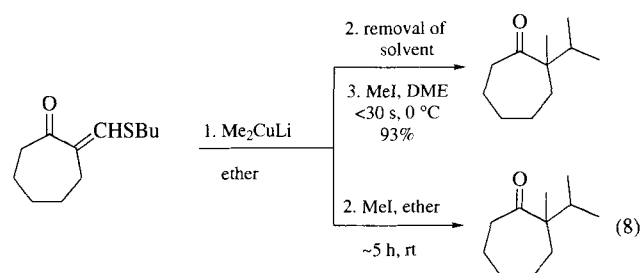 O
CHSBu
1. Me₂CuLi
ether
2. removal of
solvent
3. MeI, DME
<30 s, 0 °C
93%
O
2. MeI, ether
~5 h, rt
O
(8)